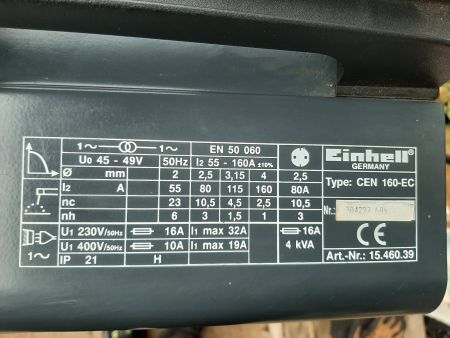 1~ 1~ EN 50 060
U0 45 - 49V 50Hz I2 55 - 160A ±10%
Ø mm 2 2,5 3,15 4 2,5
I2 A 55 80 115 160 80A
nc 23 10,5 4,5 2,5 10,5
nh 6 3 1,5 1 3
U1 230V/50Hz 16A I1 max 32A 16A
1~ U1 400V/50Hz 10A I1 max 19A 4 kVA
IP 21 H
Einhell
GERMANY
Type: CEN 160-EC
Nr.:
CE
Art.-Nr.: 15.460.39